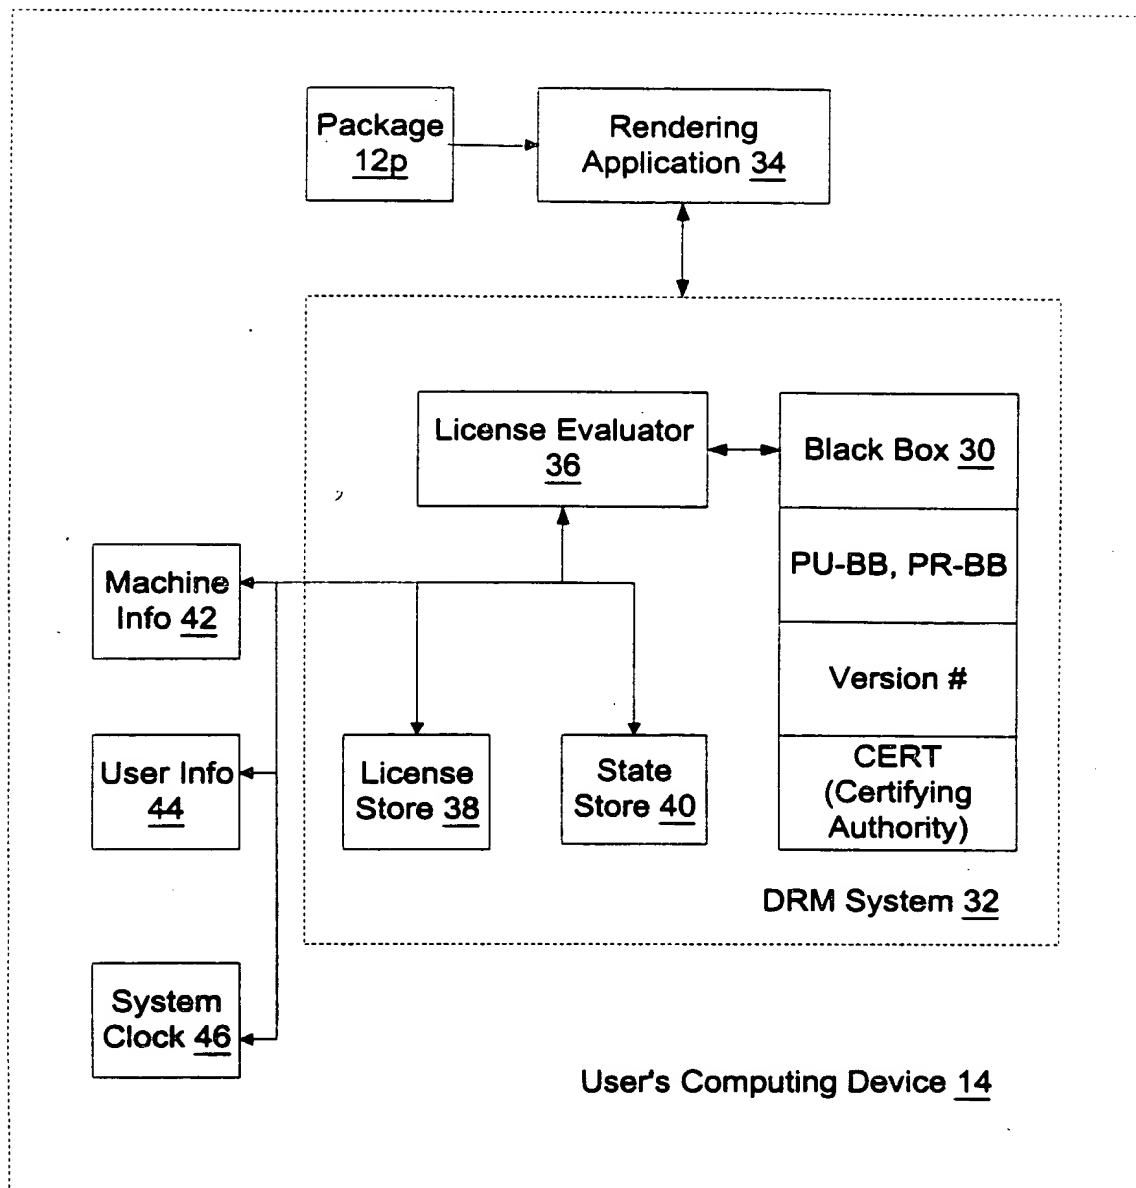 Package
12p
Rendering
Application 34
License Evaluator
36
Black Box 30
PU-BB, PR-BB
Version #
CERT
(Certifying
Authority)
Machine
Info 42
User Info
44
System
Clock 46
License
Store 38
State
Store 40
DRM System 32
User's Computing Device 14